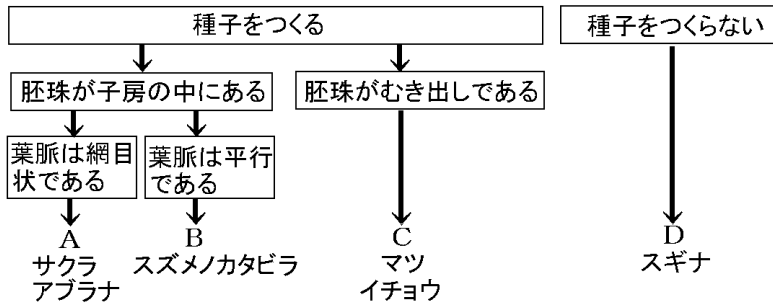 種子をつくる
種子をつくらない
胚珠が子房の中にある
胚珠がむき出しである
葉脈は網目
状である
葉脈は平行
である
A
サクラ
アブラナ
B
スズメノカタビラ
C
マツ
イチョウ
D
スギナ